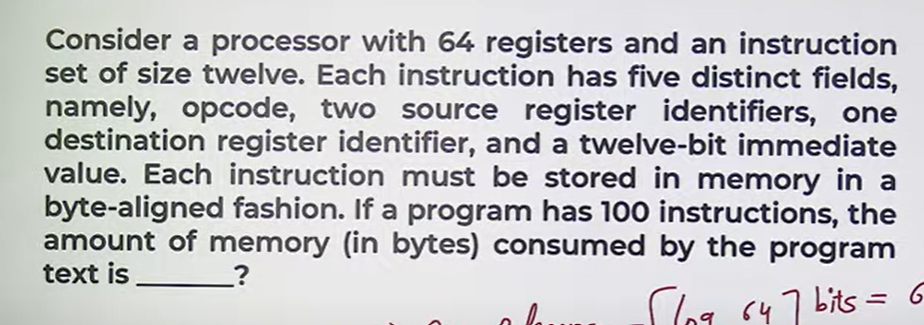 Consider a processor with 64 registers and an instruction
set of size twelve. Each instruction has five distinct fields,
namely, opcode, two source register identifiers, one
destination register identifier, and a twelve-bit immediate
value. Each instruction must be stored in memory in a
byte-aligned fashion. If a program has 100 instructions, the
amount of memory (in bytes) consumed by the program
text is ______?
⌈log 64⌉ bits = 6